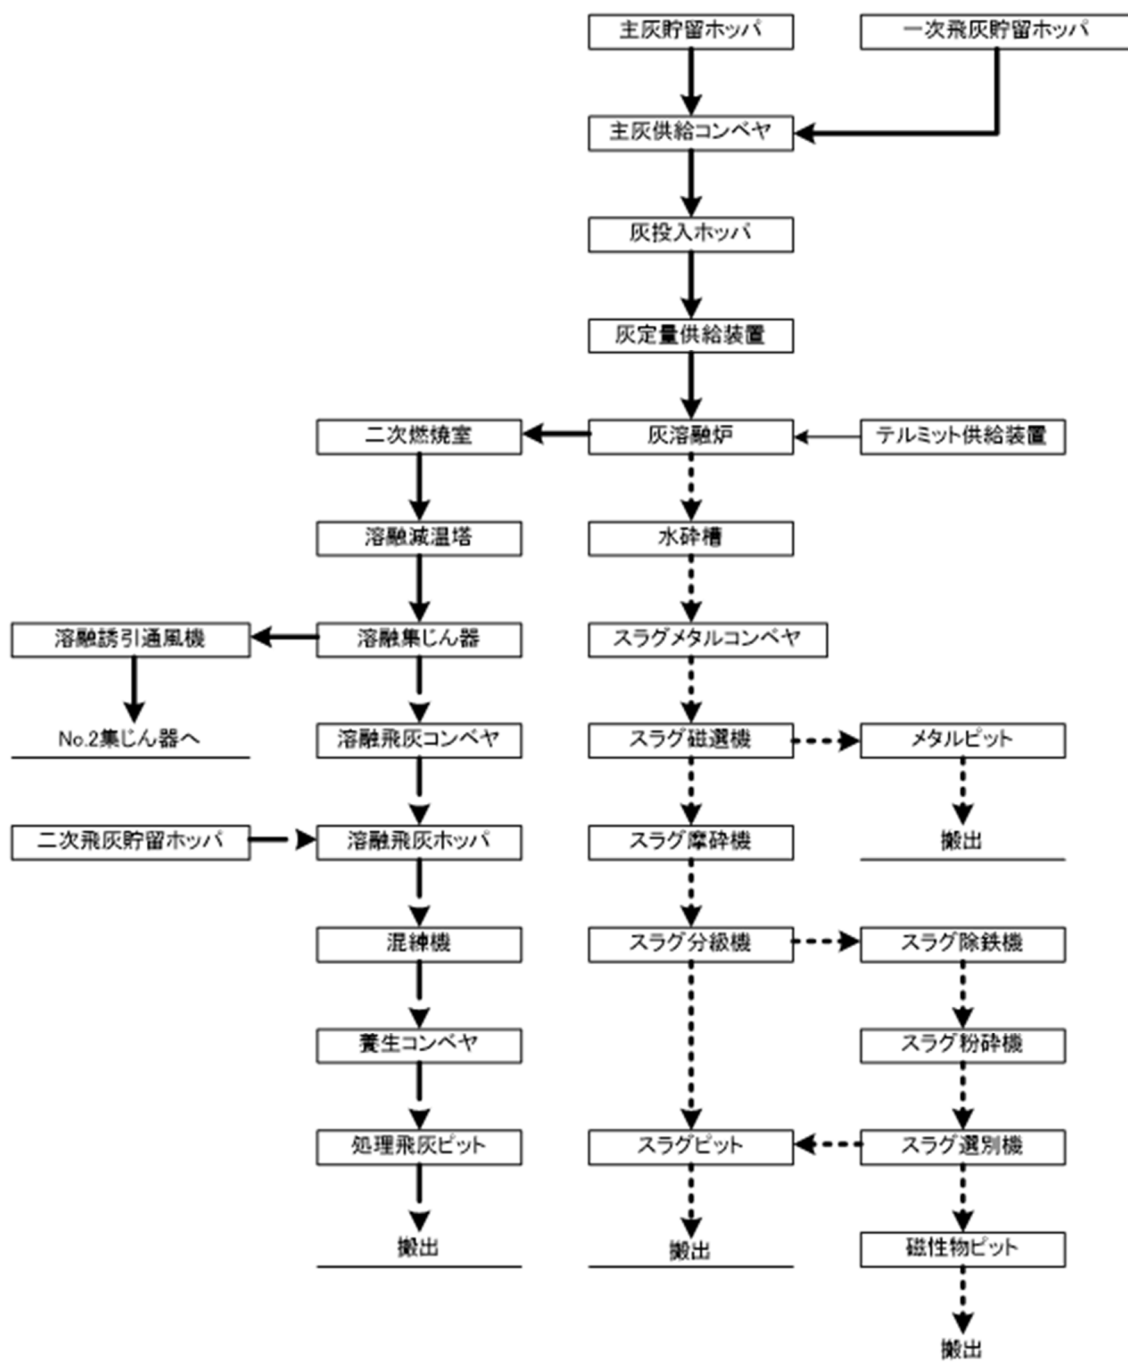 主灰貯留ホッパ
一次飛灰貯留ホッパ
主灰供給コンベヤ
灰投入ホッパ
灰定量供給装置
二次燃焼室
灰溶融炉
テルミット供給装置
溶融減温塔
水砕槽
溶融誘引通風機
溶融集じん器
スラグメタルコンベヤ
No.2集じん器へ
溶融飛灰コンベヤ
スラグ磁選機
メタルピット
二次飛灰貯留ホッパ
溶融飛灰ホッパ
スラグ摩砕機
搬出
混練機
スラグ分級機
スラグ除鉄機
養生コンベヤ
スラグ粉砕機
処理飛灰ピット
スラグピット
スラグ選別機
搬出
搬出
磁性物ピット
搬出